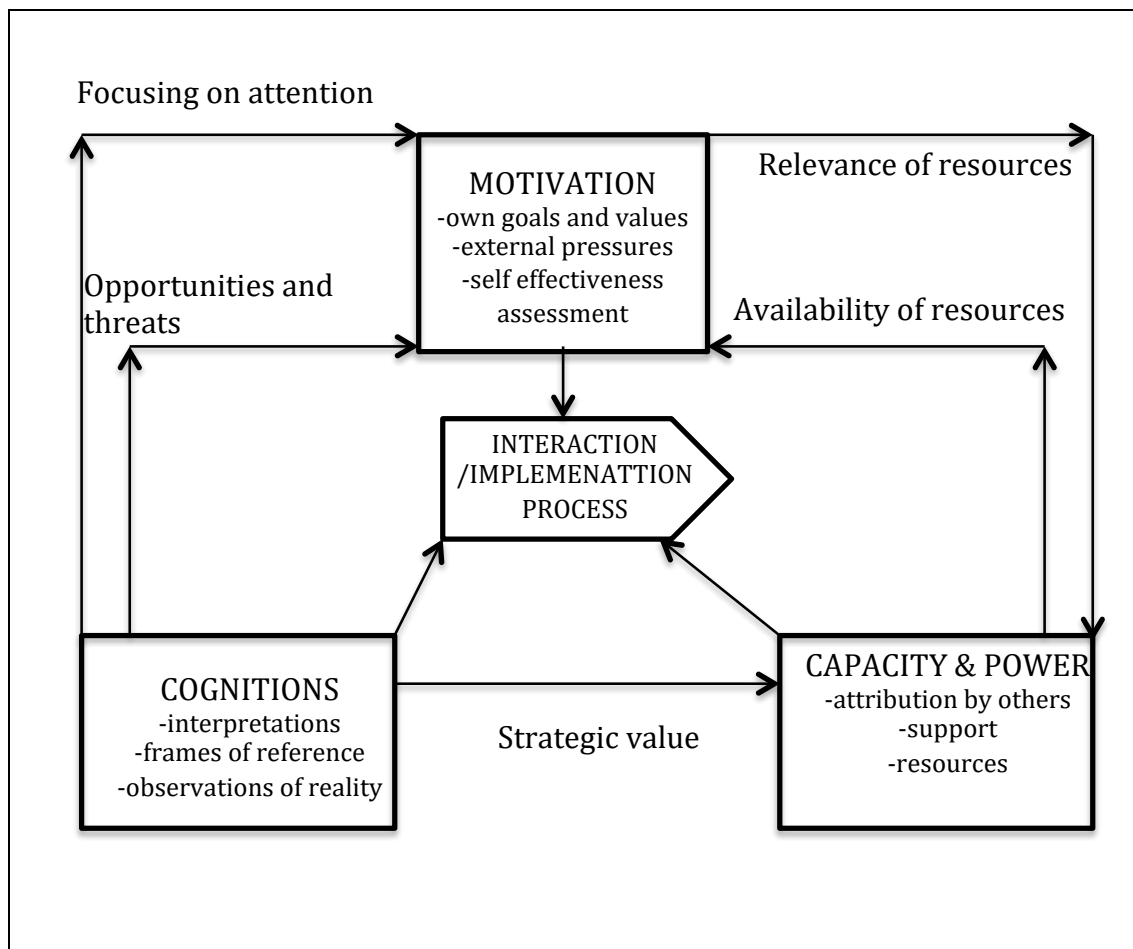 Focusing on attention
MOTIVATION
-own goals and values
-external pressures
-self effectiveness
assessment
Relevance of resources
Opportunities and
threats
Availability of resources
INTERACTION
/IMPLEMENATTION
PROCESS
COGNITIONS
-interpretations
-frames of reference
-observations of reality
Strategic value
CAPACITY & POWER
-attribution by others
-support
-resources